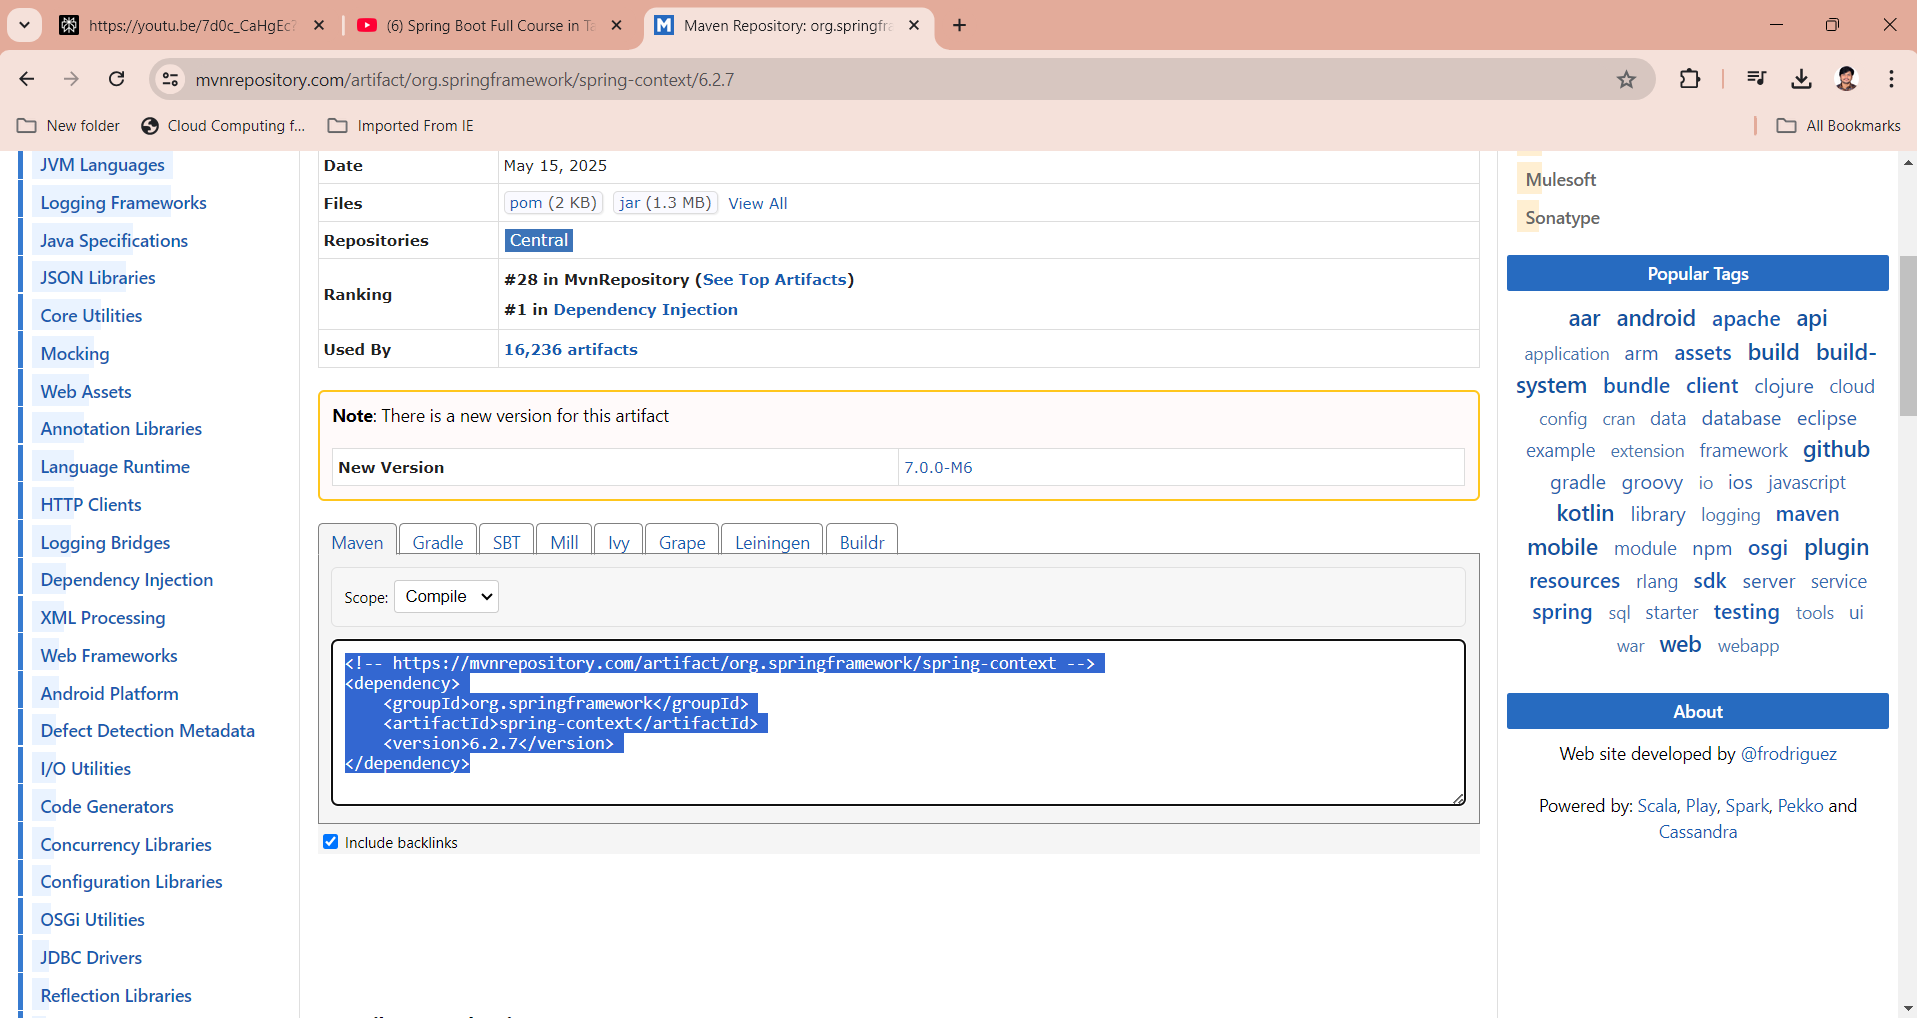 https://youtu.be/7d0c_CaHgEc?
(6) Spring Boot Full Course in Ta
Maven Repository: org.springfra
mvnrepository.com/artifact/org.springframework/spring-context/6.2.7
New folder
Cloud Computing f...
Imported From IE
All Bookmarks
JVM Languages
Logging Frameworks
Java Specifications
JSON Libraries
Core Utilities
Mocking
Web Assets
Annotation Libraries
Language Runtime
HTTP Clients
Logging Bridges
Dependency Injection
XML Processing
Web Frameworks
Android Platform
Defect Detection Metadata
I/O Utilities
Code Generators
Concurrency Libraries
Configuration Libraries
OSGi Utilities
JDBC Drivers
Reflection Libraries
Date May 15, 2025
Files pom (2 KB) jar (1.3 MB) View All
Repositories Central
Ranking #28 in MvnRepository (See Top Artifacts)
#1 in Dependency Injection
Used By 16,236 artifacts
Note: There is a new version for this artifact
New Version 7.0.0-M6
Maven Gradle SBT Mill Ivy Grape Leiningen Buildr
Scope: Compile
<!-- https://mvnrepository.com/artifact/org.springframework/spring-context -->
<dependency>
    <groupId>org.springframework</groupId>
    <artifactId>spring-context</artifactId>
    <version>6.2.7</version>
</dependency>
Include backlinks
Mulesoft
Sonatype
Popular Tags
aar android apache api
application arm assets build build-
system bundle client clojure cloud
config cran data database eclipse
example extension framework github
gradle groovy io ios javascript
kotlin library logging maven
mobile module npm osgi plugin
resources rlang sdk server service
spring sql starter testing tools ui
war web webapp
About
Web site developed by @frodriguez
Powered by: Scala, Play, Spark, Pekko and
Cassandra